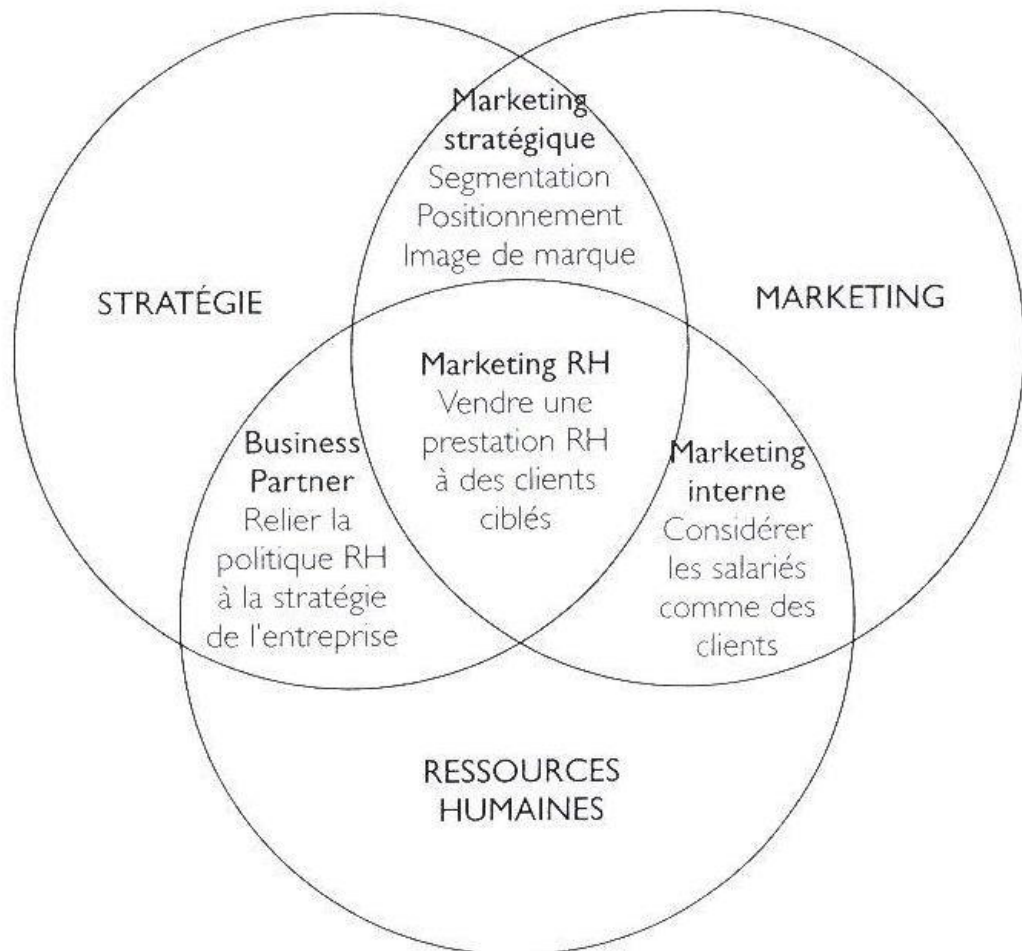 Marketing
stratégique
Segmentation
Positionnement
Image de marque
STRATÉGIE
MARKETING
Marketing RH
Vendre une
prestation RH
à des clients
ciblés
Business
Partner
Relier la
politique RH
à la stratégie
de l'entreprise
Marketing
interne
Considérer
les salariés
comme des
clients
RESSOURCES
HUMAINES